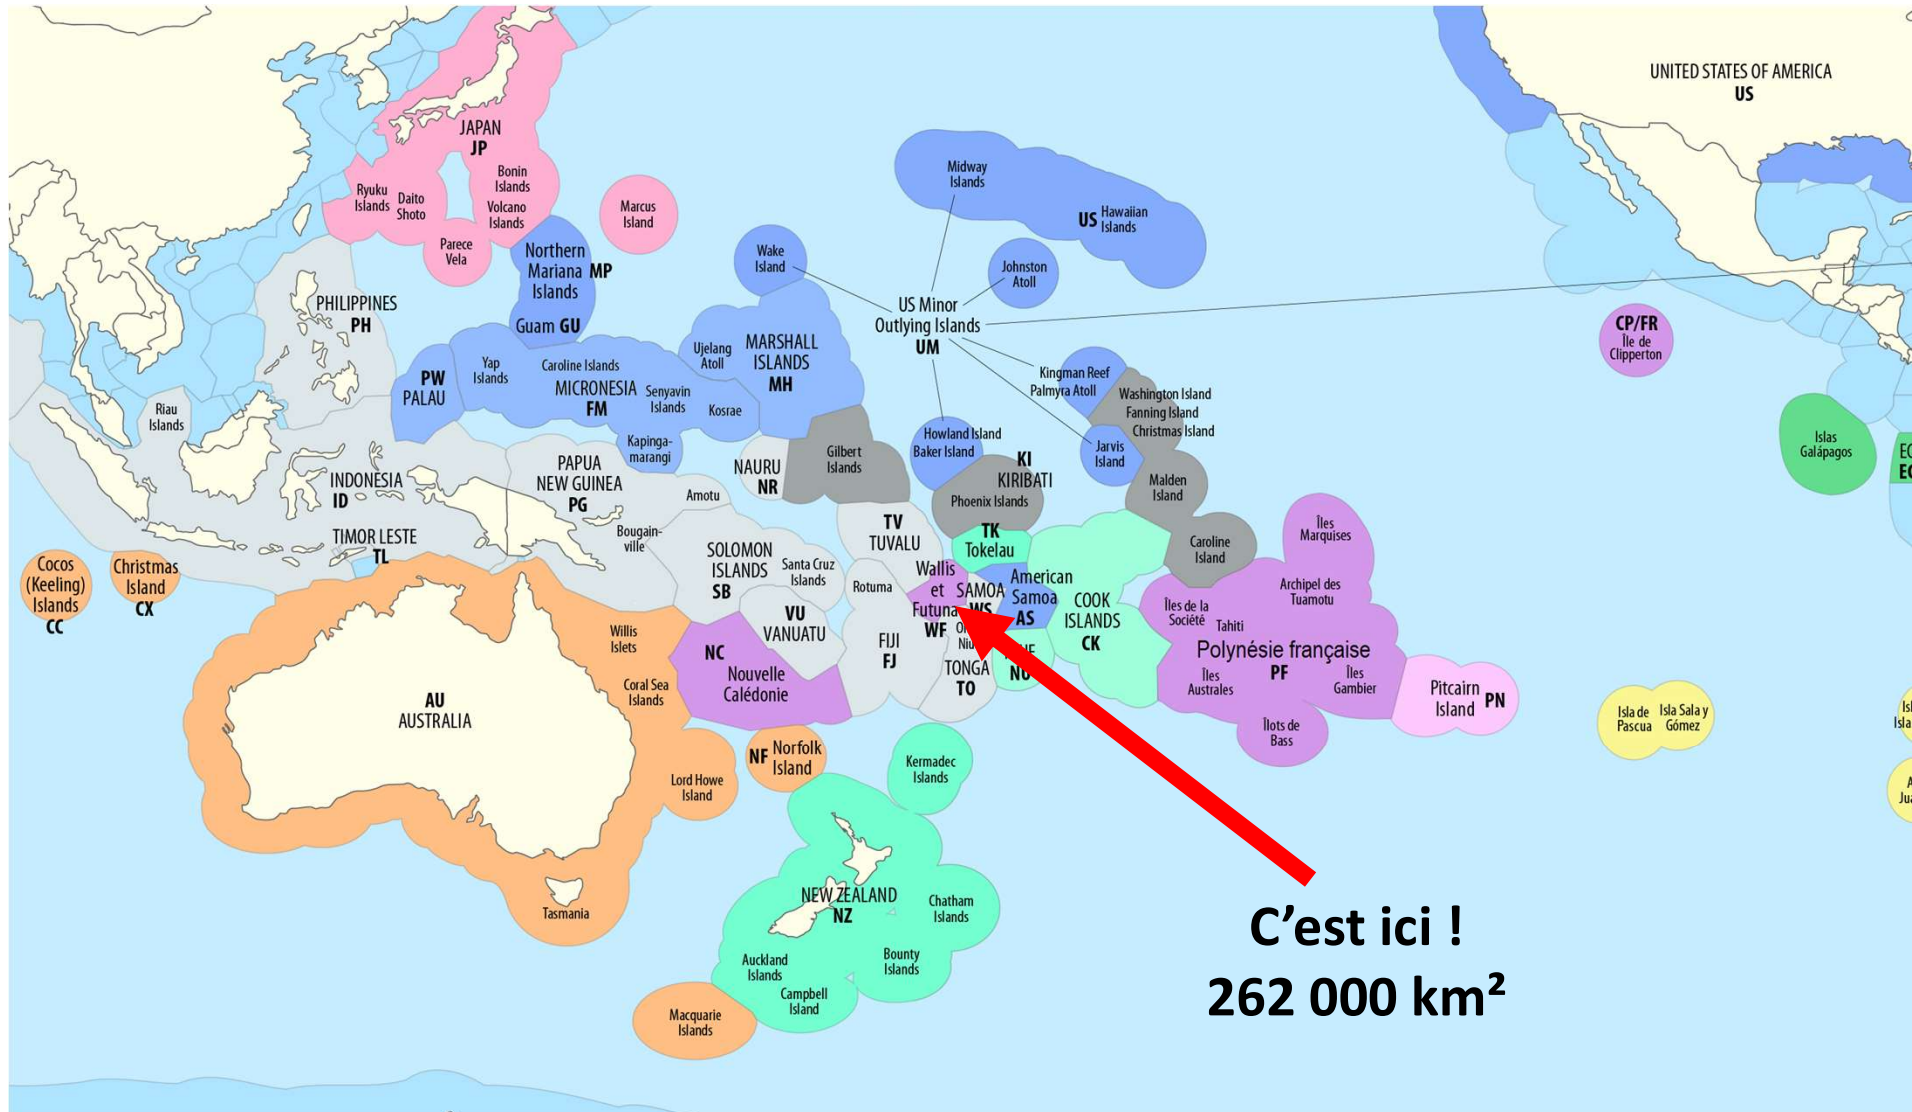 UNITED STATES OF AMERICA
US
JAPAN
JP
Bonin
Islands
Ryuku
Islands
Daito
Shoto
Volcano
Islands
Parece
Vela
Marcus
Island
Midway
Islands
US Hawaiian
Islands
Northern
Mariana MP
Islands
Guam GU
Wake
Island
Johnston
Atoll
PHILIPPINES
PH
US Minor
Outlying Islands
UM
CP/FR
Île de
Clipperton
Ujelang
Atoll
MARSHALL
ISLANDS
MH
PW
PALAU
Yap
Islands
Caroline Islands
MICRONESIA
FM
Senyavin
Islands
Kosrae
Kapinga-
marangi
Kingman Reef
Palmyra Atoll
Washington Island
Fanning Island
Christmas Island
Riau
Islands
Howland Island
Baker Island
Jarvis
Island
Islas
Galápagos
NAURU
NR
Gilbert
Islands
KI
KIRIBATI
Phoenix Islands
Malden
Island
INDONESIA
ID
PAPUA
NEW GUINEA
PG
Amotu
Bougain-
ville
TIMOR LESTE
TL
TV
TUVALU
TK
Tokelau
Caroline
Island
Îles
Marquises
Cocos
(Keeling)
Islands
CC
Christmas
Island
CX
SOLOMON
ISLANDS
SB
Santa Cruz
Islands
Rotuma
Wallis
et
Futuna
WF
SAMOA
WS
American
Samoa
AS
COOK
ISLANDS
CK
Archipel des
Tuamotu
Îles de la
Société
Tahiti
Polynésie française
PF
Îles
Australes
Îles
Gambier
Îlots de
Bass
VU
VANUATU
FIJI
FJ
TONGA
TO
NU
Willis
Islets
NC
Nouvelle
Calédonie
Coral Sea
Islands
AU
AUSTRALIA
Pitcairn
Island PN
Isla de
Pascua
Isla Sala y
Gómez
NF Norfolk
Island
Lord Howe
Island
Kermadec
Islands
NEW ZEALAND
NZ
Chatham
Islands
Tasmania
Auckland
Islands
Bounty
Islands
Campbell
Island
Macquarie
Islands
C’est ici !
262 000 km²